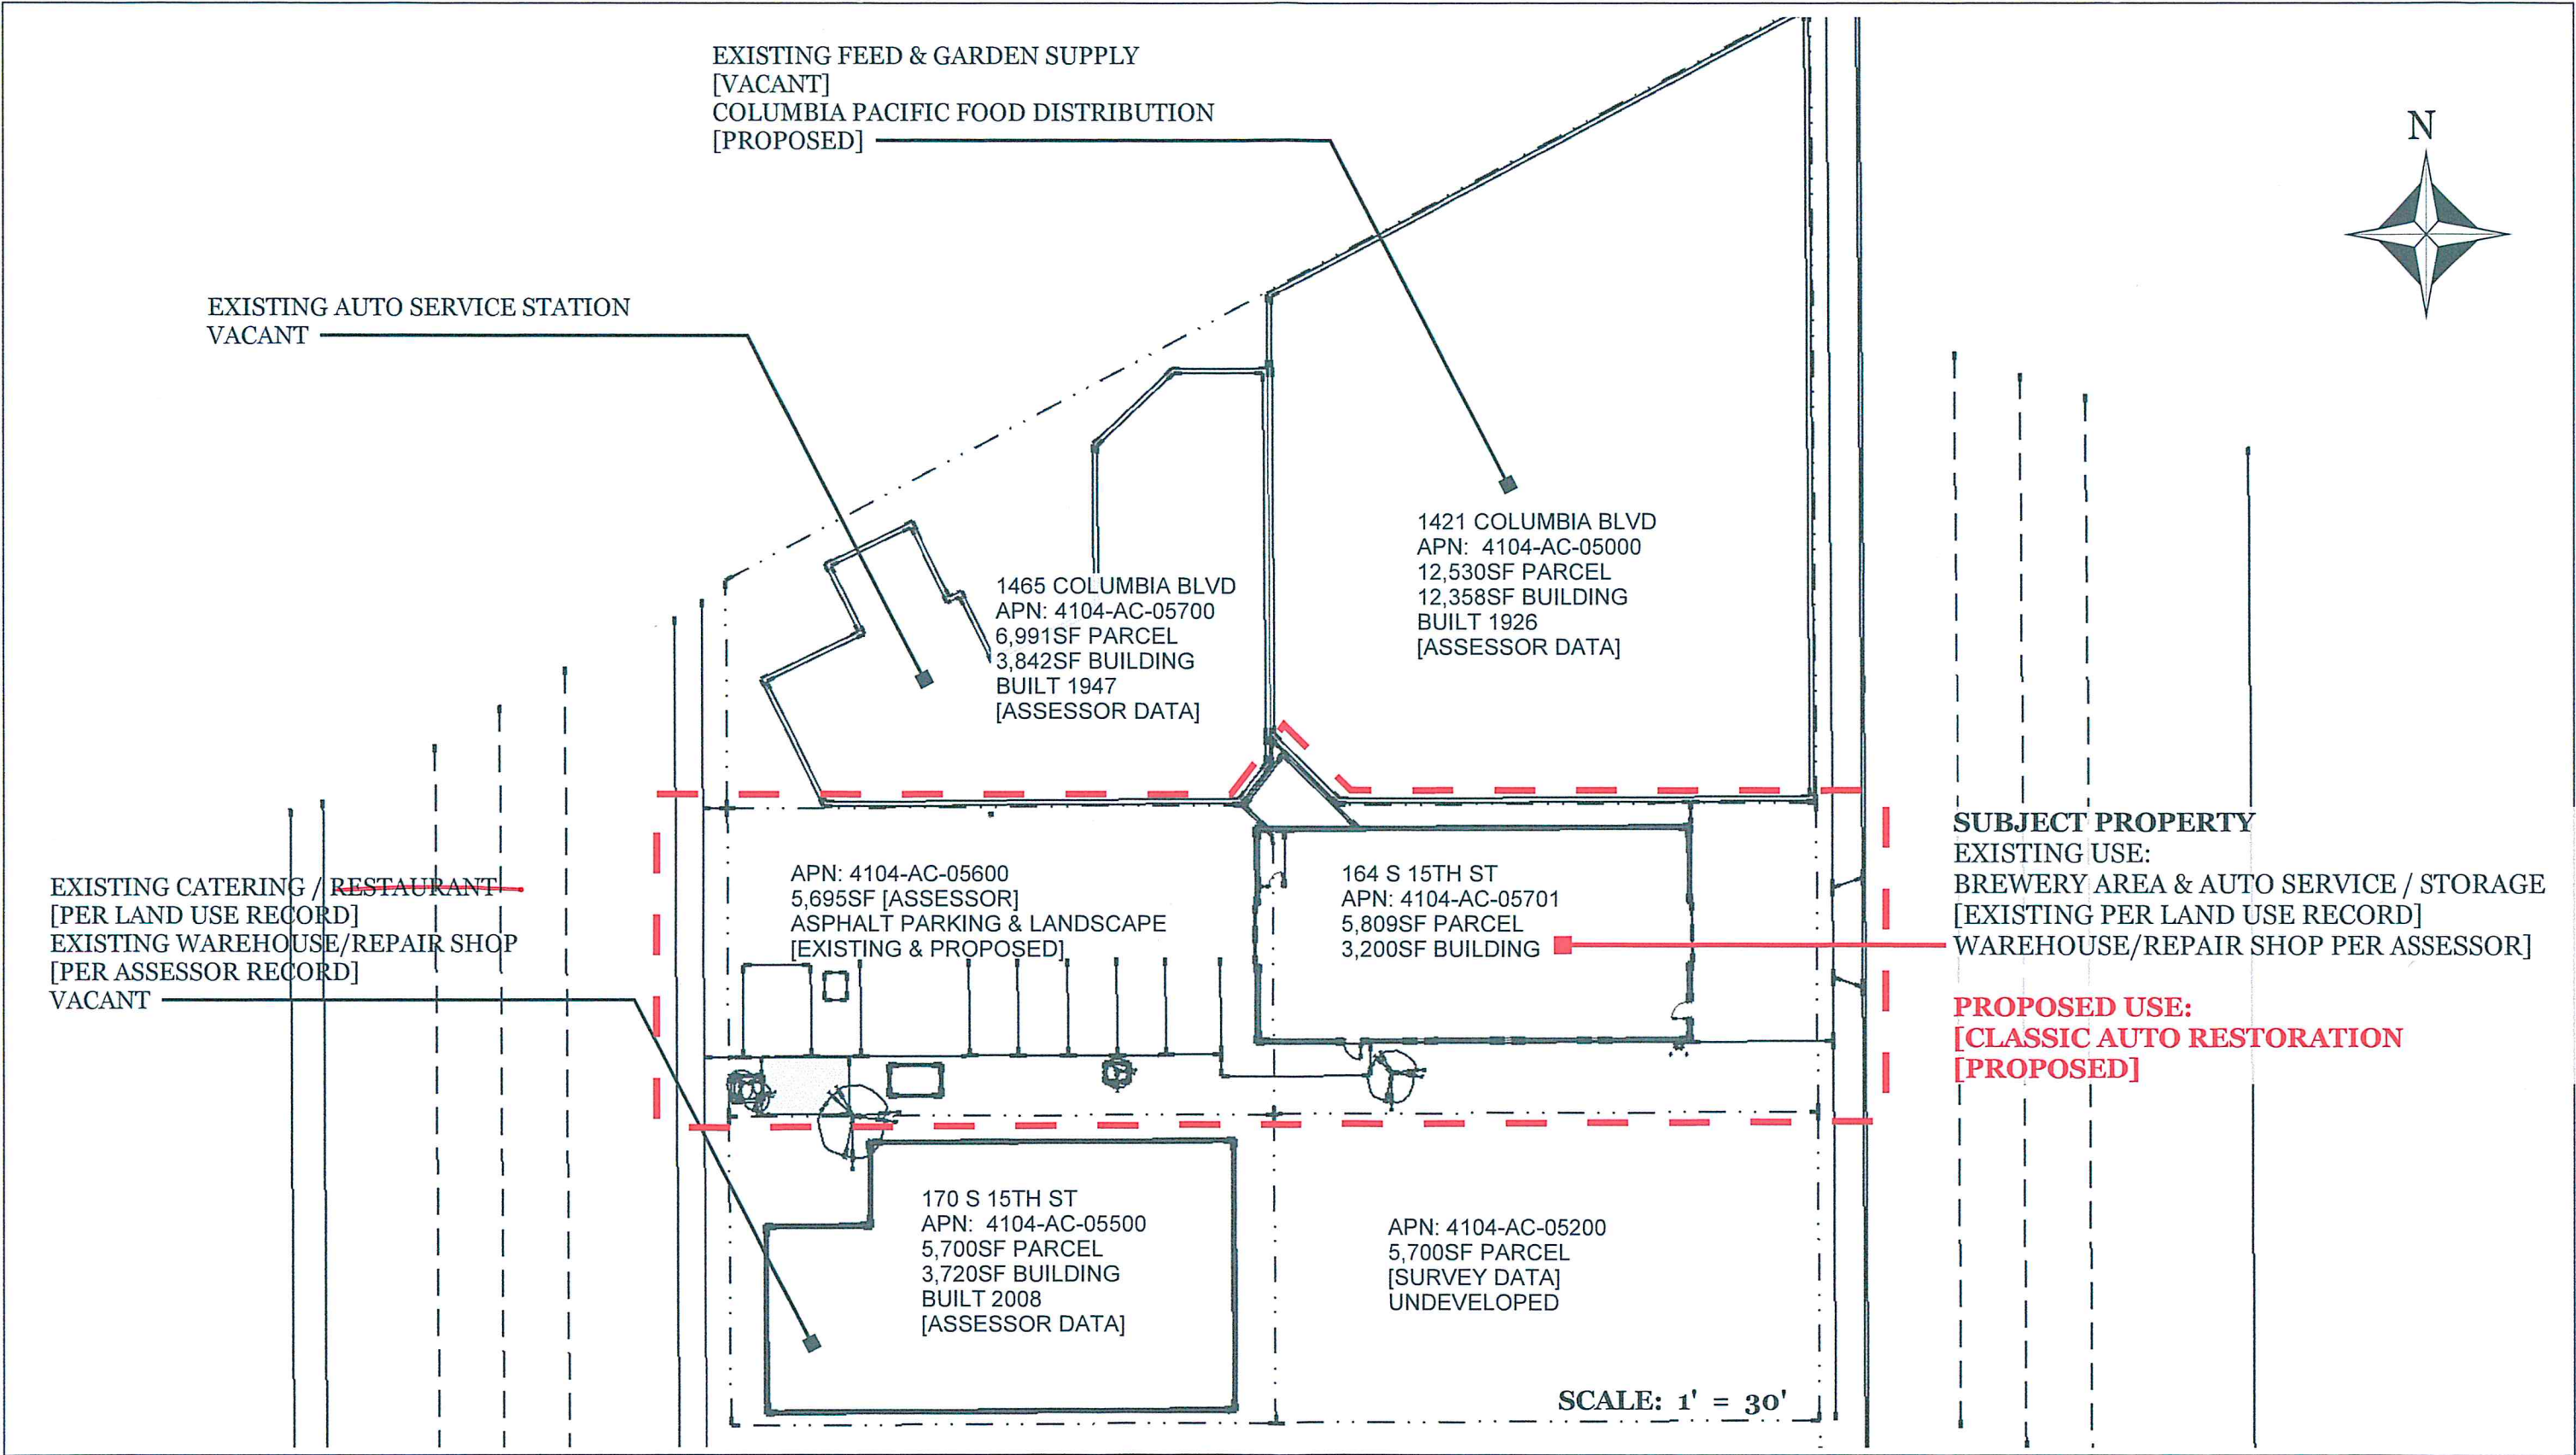 EXISTING FEED & GARDEN SUPPLY
[VACANT]
COLUMBIA PACIFIC FOOD DISTRIBUTION
[PROPOSED]
N
EXISTING AUTO SERVICE STATION
VACANT
1421 COLUMBIA BLVD
APN: 4104-AC-05000
12,530SF PARCEL
12,358SF BUILDING
BUILT 1926
[ASSESSOR DATA]
1465 COLUMBIA BLVD
APN: 4104-AC-05700
6,991SF PARCEL
3,842SF BUILDING
BUILT 1947
[ASSESSOR DATA]
EXISTING CATERING / RESTAURANT
[PER LAND USE RECORD]
EXISTING WAREHOUSE/REPAIR SHOP
[PER ASSESSOR RECORD]
VACANT
APN: 4104-AC-05600
5,695SF [ASSESSOR]
ASPHALT PARKING & LANDSCAPE
[EXISTING & PROPOSED]
164 S 15TH ST
APN: 4104-AC-05701
5,809SF PARCEL
3,200SF BUILDING
SUBJECT PROPERTY
EXISTING USE:
BREWERY AREA & AUTO SERVICE / STORAGE
[EXISTING PER LAND USE RECORD]
WAREHOUSE/REPAIR SHOP PER ASSESSOR]
PROPOSED USE:
[CLASSIC AUTO RESTORATION
[PROPOSED]
170 S 15TH ST
APN: 4104-AC-05500
5,700SF PARCEL
3,720SF BUILDING
BUILT 2008
[ASSESSOR DATA]
APN: 4104-AC-05200
5,700SF PARCEL
[SURVEY DATA]
UNDEVELOPED
SCALE: 1' = 30'